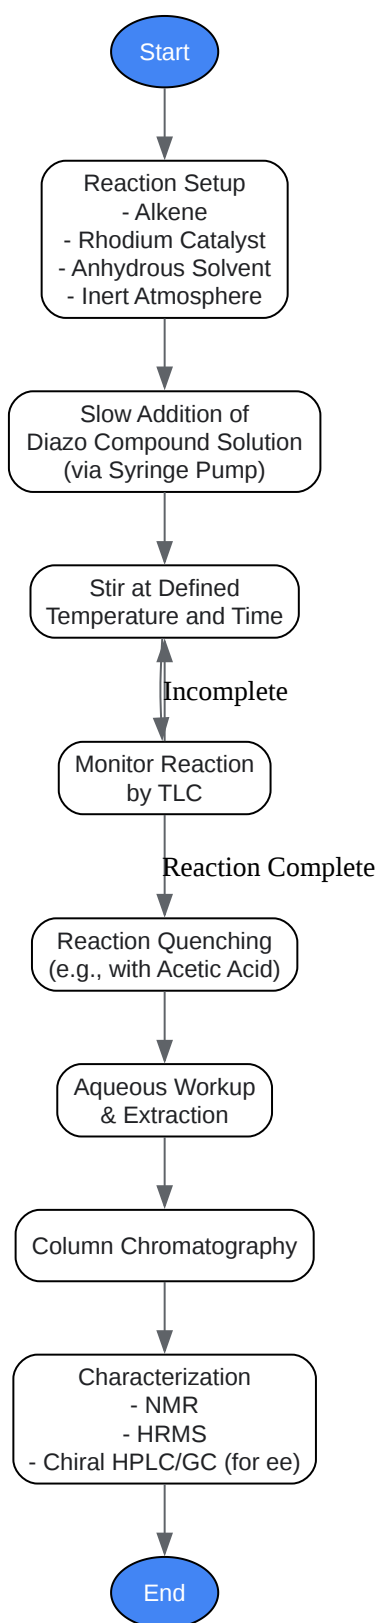 Start
Reaction Setup
- Alkene
- Rhodium Catalyst
- Anhydrous Solvent
- Inert Atmosphere
Slow Addition of
Diazo Compound Solution
(via Syringe Pump)
Stir at Defined
Temperature and Time
Incomplete
Monitor Reaction
by TLC
Reaction Complete
Reaction Quenching
(e.g., with Acetic Acid)
Aqueous Workup
& Extraction
Column Chromatography
Characterization
- NMR
- HRMS
- Chiral HPLC/GC (for ee)
End